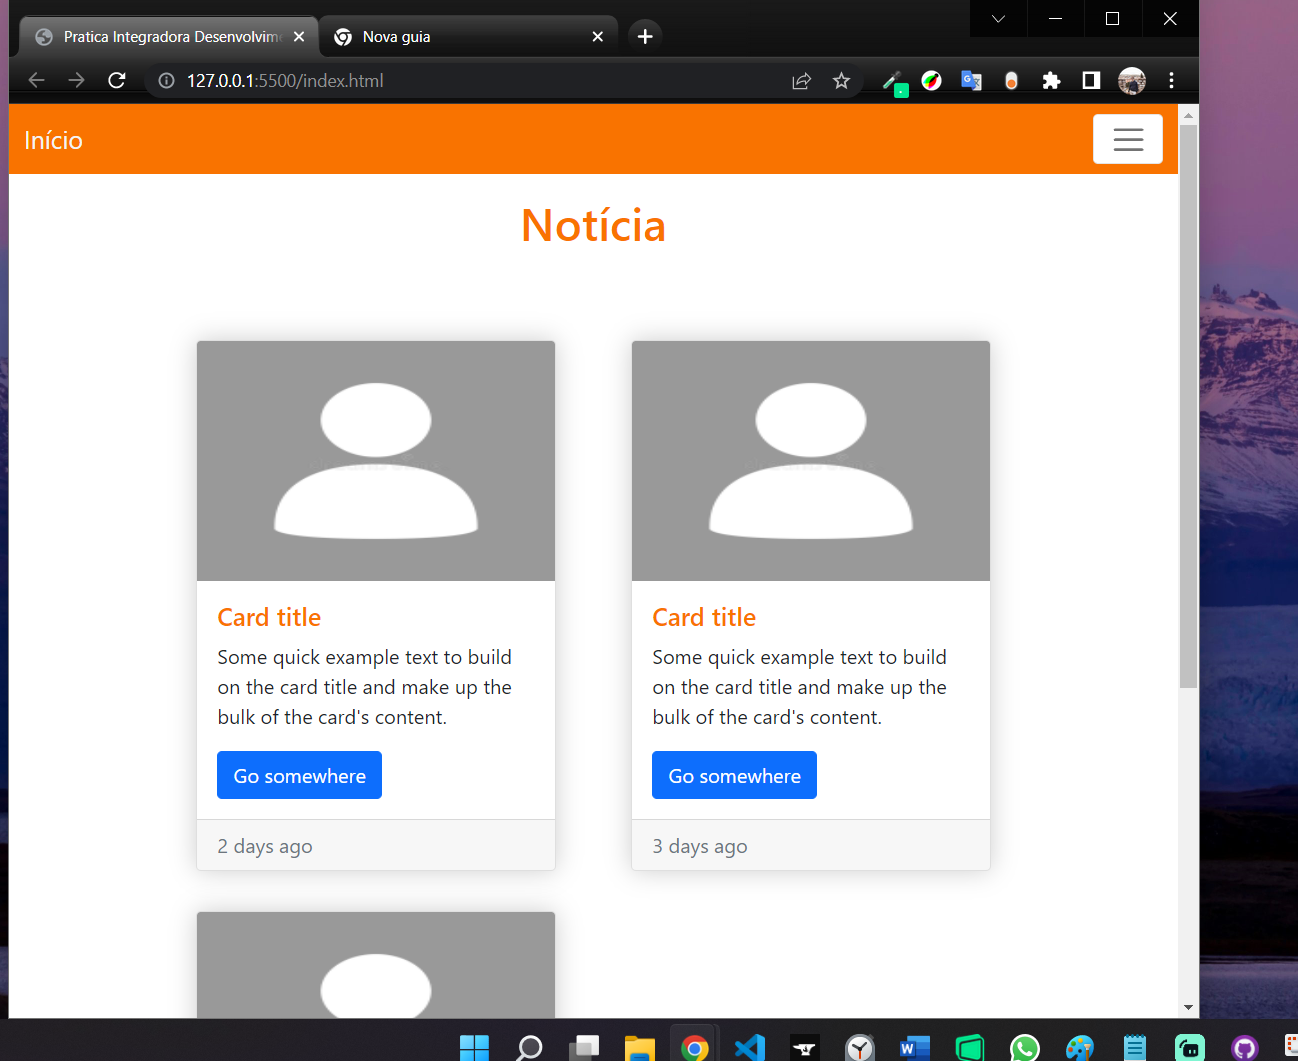 Pratica Integradora Desenvolvime
Nova guia
127.0.0.1:5500/index.html
Início
Notícia
Card title
Some quick example text to build
on the card title and make up the
bulk of the card's content.
Go somewhere
2 days ago
Card title
Some quick example text to build
on the card title and make up the
bulk of the card's content.
Go somewhere
3 days ago